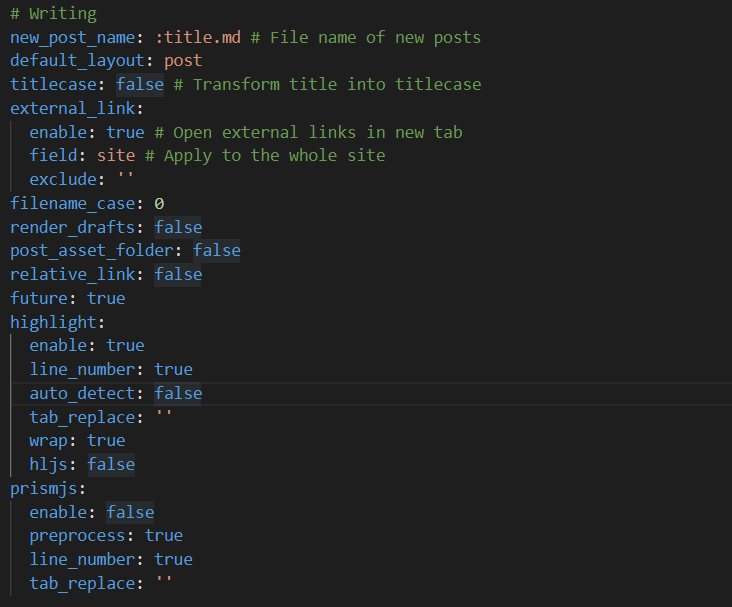 # Writing
new_post_name: :title.md # File name of new posts
default_layout: post
titlecase: false # Transform title into titlecase
external_link:
  enable: true # Open external links in new tab
  field: site # Apply to the whole site
  exclude: ''
filename_case: 0
render_drafts: false
post_asset_folder: false
relative_link: false
future: true
highlight:
  enable: true
  line_number: true
  auto_detect: false
  tab_replace: ''
  wrap: true
  hljs: false
prismjs:
  enable: false
  preprocess: true
  line_number: true
  tab_replace: ''